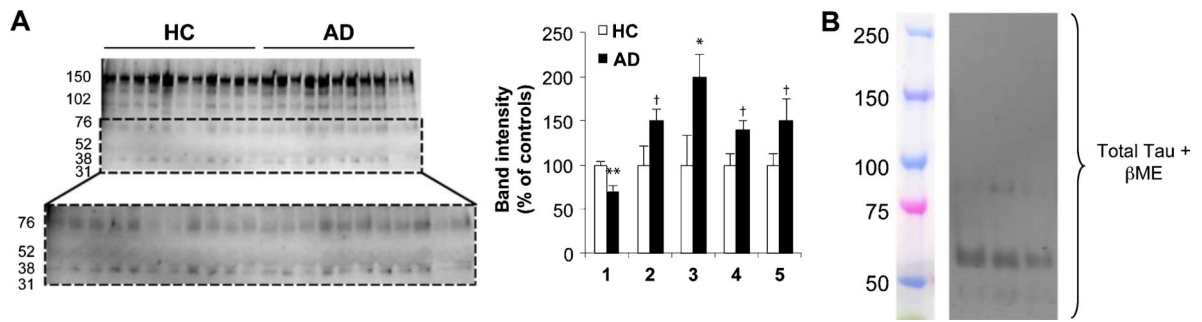 A
HC AD
150
102
76
52
38
31
76
52
38
31
Band intensity
(% of controls)
250
200
150
100
50
0
HC
AD
**
†
*
†
†
1 2 3 4 5
B
250
150
100
75
50
Total Tau +
βME